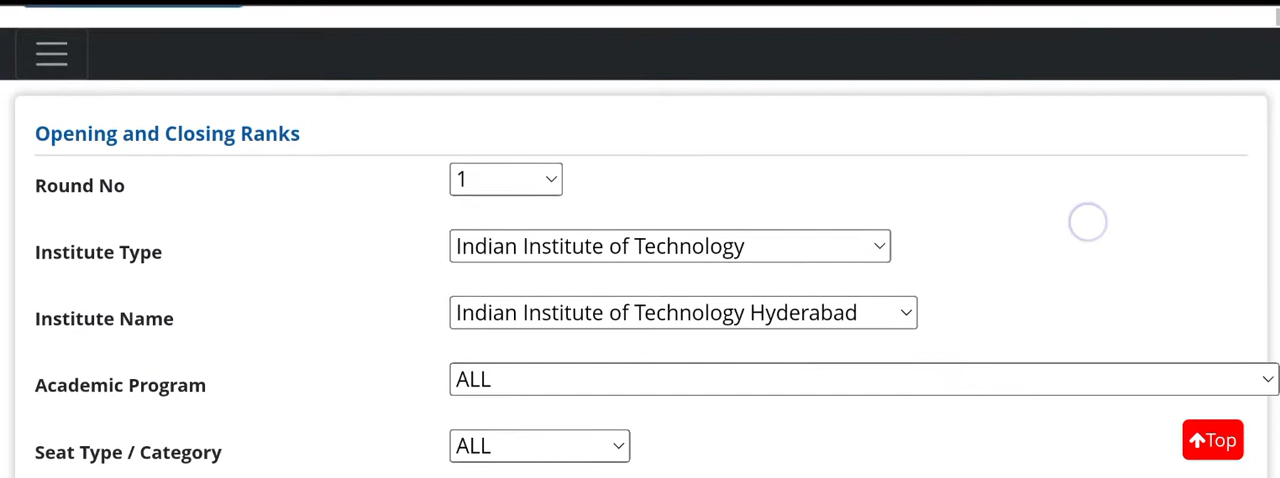 Opening and Closing Ranks
Round No 1
Institute Type Indian Institute of Technology
Institute Name Indian Institute of Technology Hyderabad
Academic Program ALL
Seat Type / Category ALL
Top